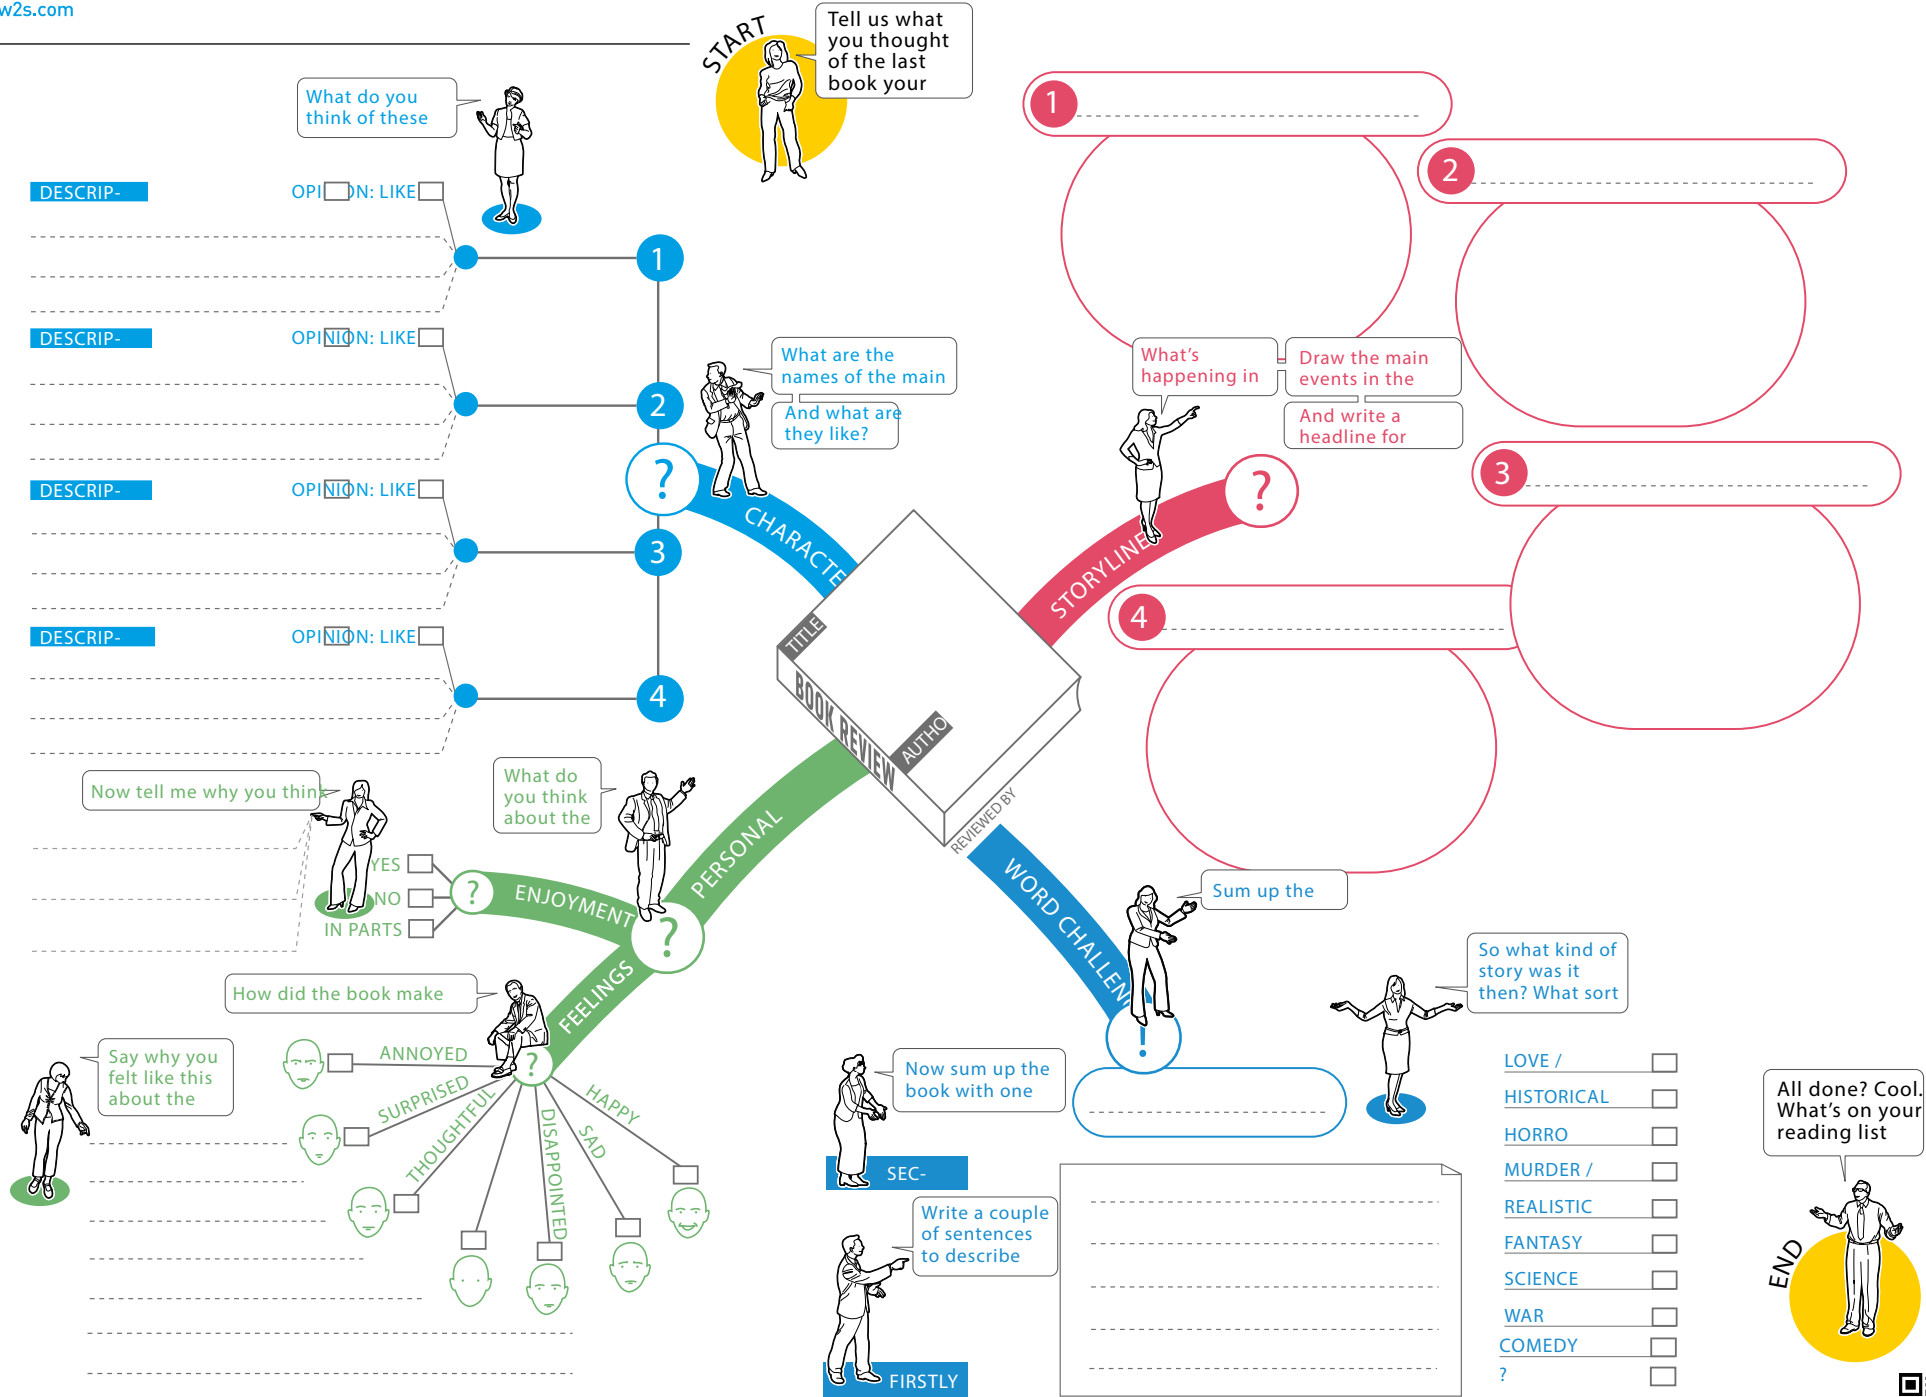 w2s.com
START
Tell us what
you thought
of the last
book your
What do you
think of these
DESCRIP-
OPINION: LIKE
1
DESCRIP-
OPINION: LIKE
2
DESCRIP-
OPINION: LIKE
3
DESCRIP-
OPINION: LIKE
4
What are the
names of the main
And what are
they like?
?
CHARACTE
TITLE
BOOK REVIEW
AUTHO
REVIEWED BY
STORYLINE
?
What's
happening in
Draw the main
events in the
And write a
headline for
1
2
3
4
PERSONAL
?
What do
you think
about the
ENJOYMENT
?
Now tell me why you think
YES
NO
IN PARTS
FEELINGS
?
How did the book make
Say why you
felt like this
about the
ANNOYED
SURPRISED
THOUGHTFUL
DISAPPOINTED
SAD
HAPPY
WORD CHALLEN
!
Sum up the
Now sum up the
book with one
SEC-
Write a couple
of sentences
to describe
FIRSTLY
So what kind of
story was it
then? What sort
LOVE /
HISTORICAL
HORRO
MURDER /
REALISTIC
FANTASY
SCIENCE
WAR
COMEDY
?
All done? Cool.
What's on your
reading list
END